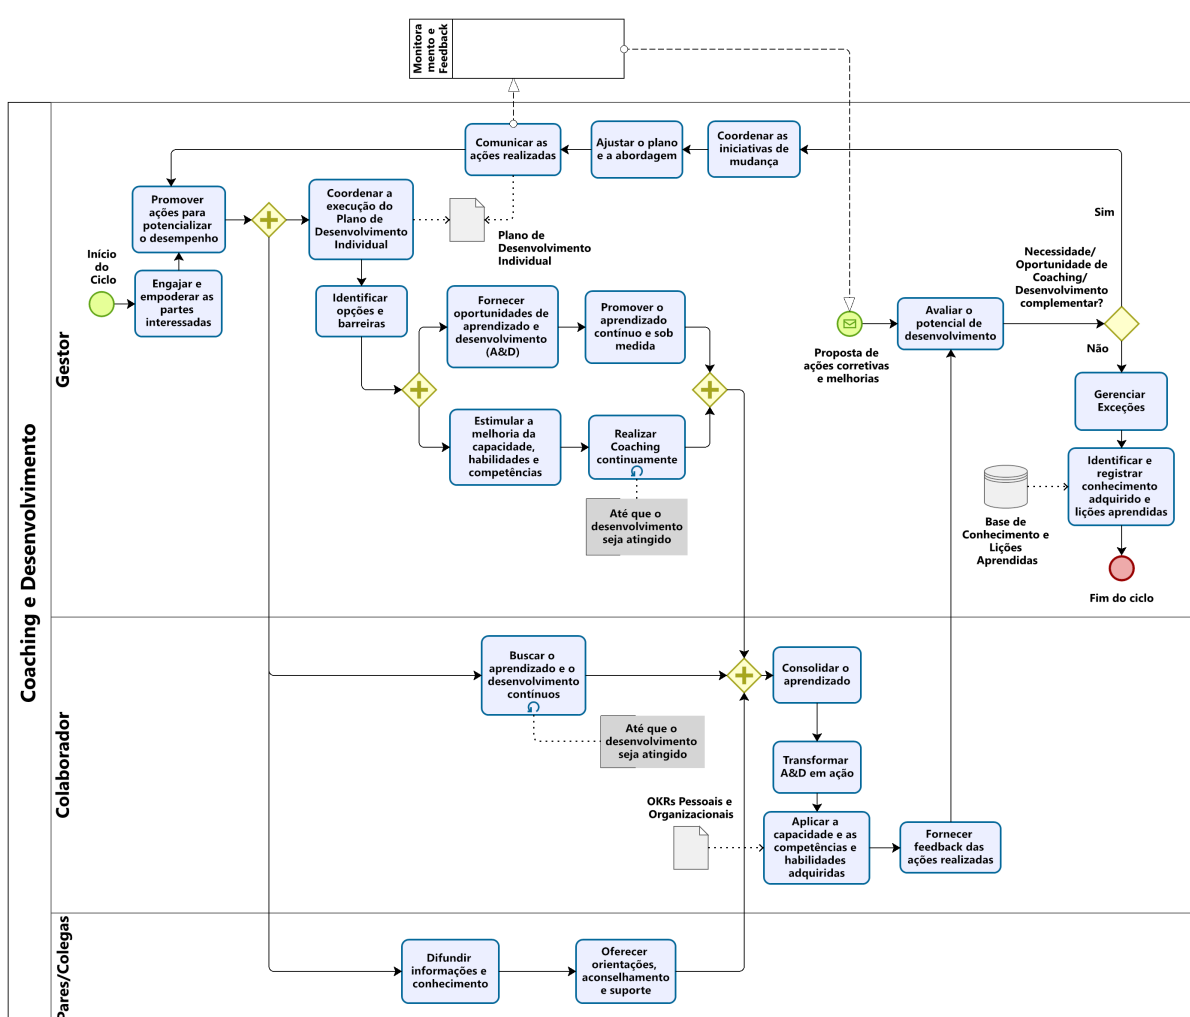 Monitora
mento e
Feedback
Coaching e Desenvolvimento
Gestor
Comunicar as
ações realizadas
Ajustar o plano
e a abordagem
Coordenar as
iniciativas de
mudança
Promover
ações para
potencializar
o desempenho
Coordenar a
execução do
Plano de
Desenvolvimento
Individual
Plano de
Desenvolvimento
Individual
Sim
Início
do
Ciclo
Engajar e
empoderar as
partes
interessadas
Identificar
opções e
barreiras
Fornecer
oportunidades de
aprendizado e
desenvolvimento
(A&D)
Promover o
aprendizado
contínuo e sob
medida
Necessidade/
Oportunidade de
Coaching/
Desenvolvimento
complementar?
Avaliar o
potencial de
desenvolvimento
Proposta de
ações corretivas
e melhorias
Não
Gerenciar
Exceções
Estimular a
melhoria da
capacidade,
habilidades e
competências
Realizar
Coaching
continuamente
Até que o
desenvolvimento
seja atingido
Identificar e
registrar
conhecimento
adquirido e
lições aprendidas
Base de
Conhecimento e
Lições
Aprendidas
Fim do ciclo
Colaborador
Buscar o
aprendizado e o
desenvolvimento
contínuos
Até que o
desenvolvimento
seja atingido
Consolidar o
aprendizado
Transformar
A&D em ação
OKRs Pessoais e
Organizacionais
Aplicar a
capacidade e as
competências e
habilidades
adquiridas
Fornecer
feedback das
ações realizadas
Pares/Colegas
Difundir
informações e
conhecimento
Oferecer
orientações,
aconselhamento
e suporte